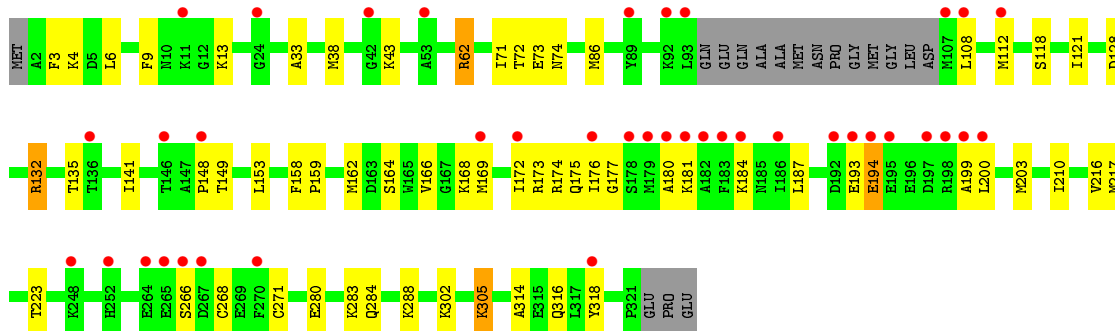 MET A2 F3 K4 D5 L6 F9 N10 K11 G12 K13 G24 A33 M38 G42 K43 A53 R62 I71 T72 E73 N74 M86 Y89 K92 L93 GLN GLU GLN ALA ALA MET ASN PRO GLY MET GLY LEU ASP M107 L108 M112 S118 I121 D128
R132 T135 T136 I141 T146 A147 P148 T149 L153 F158 P159 M162 D163 S164 W165 V166 G167 K168 M169 I172 R173 R174 Q175 I176 G177 S178 M179 A180 K181 A182 F183 K184 N185 I186 L187 D192 E193 E194 E195 E196 D197 R198 A199 L200 M203 I210 V216 M217
T223 K248 H252 E264 E265 S266 D267 C268 E269 F270 C271 E280 K283 Q284 K288 K302 K305 A314 E315 Q316 L317 Y318 P321 GLU PRO GLU